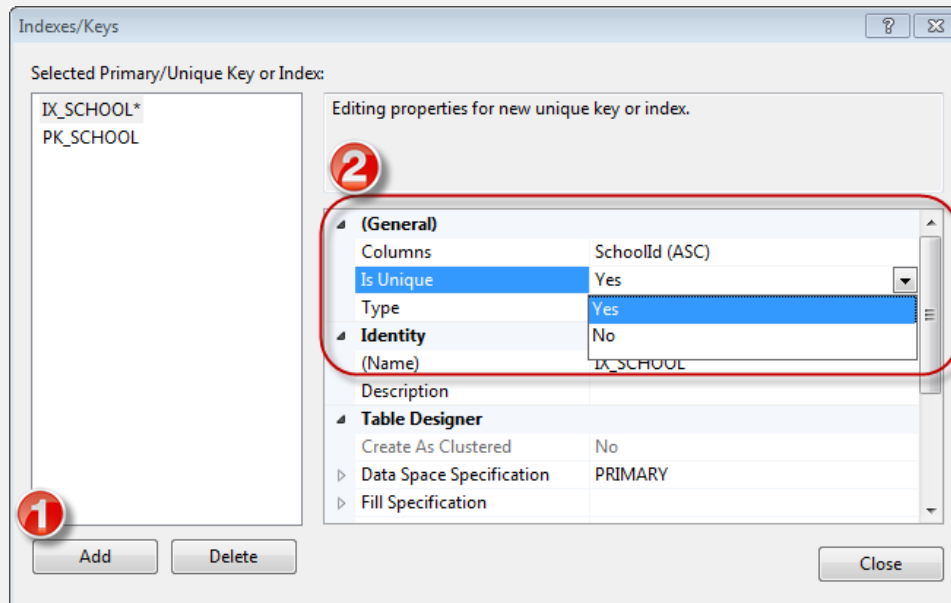 Indexes/Keys
Selected Primary/Unique Key or Index:
IX_SCHOOL*
PK_SCHOOL
Editing properties for new unique key or index.
2
(General)
Columns SchoolId (ASC)
Is Unique Yes
Type Yes
No
Identity
(Name) IX_SCHOOL
Description
Table Designer
Create As Clustered No
Data Space Specification PRIMARY
Fill Specification
1
Add Delete
Close